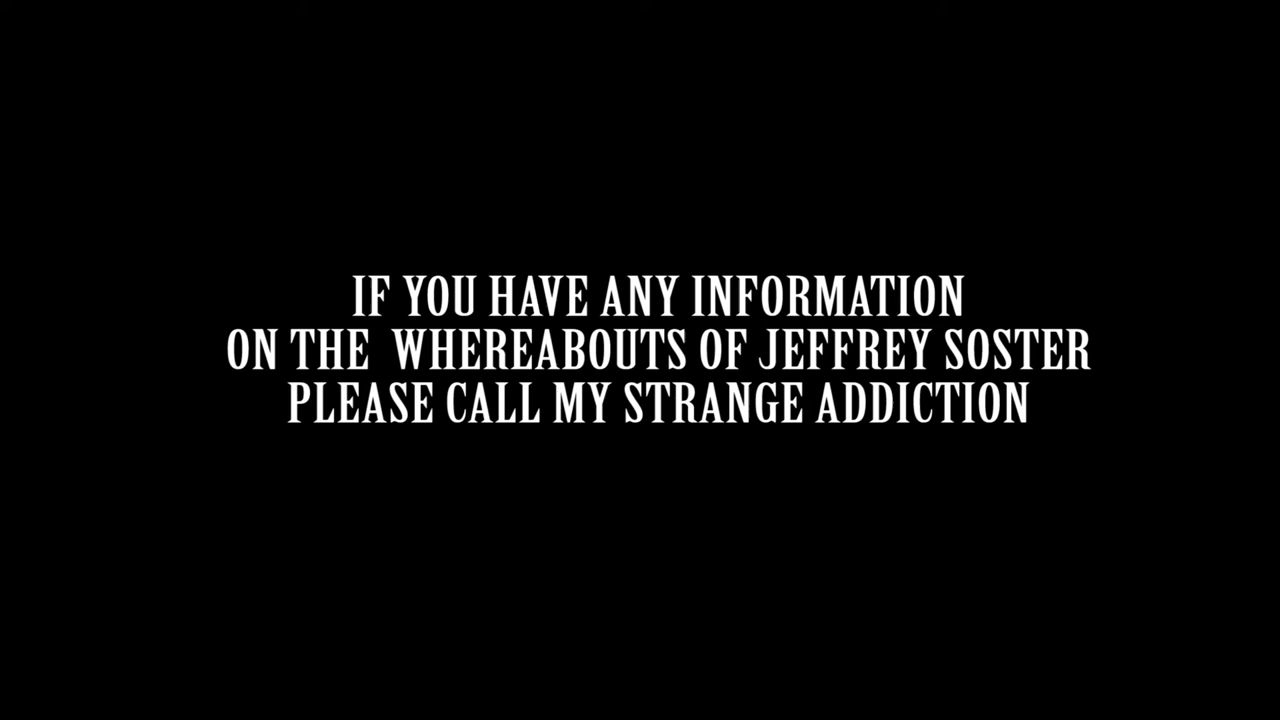 IF YOU HAVE ANY INFORMATION
ON THE  WHEREABOUTS OF JEFFREY SOSTER
PLEASE CALL MY STRANGE ADDICTION